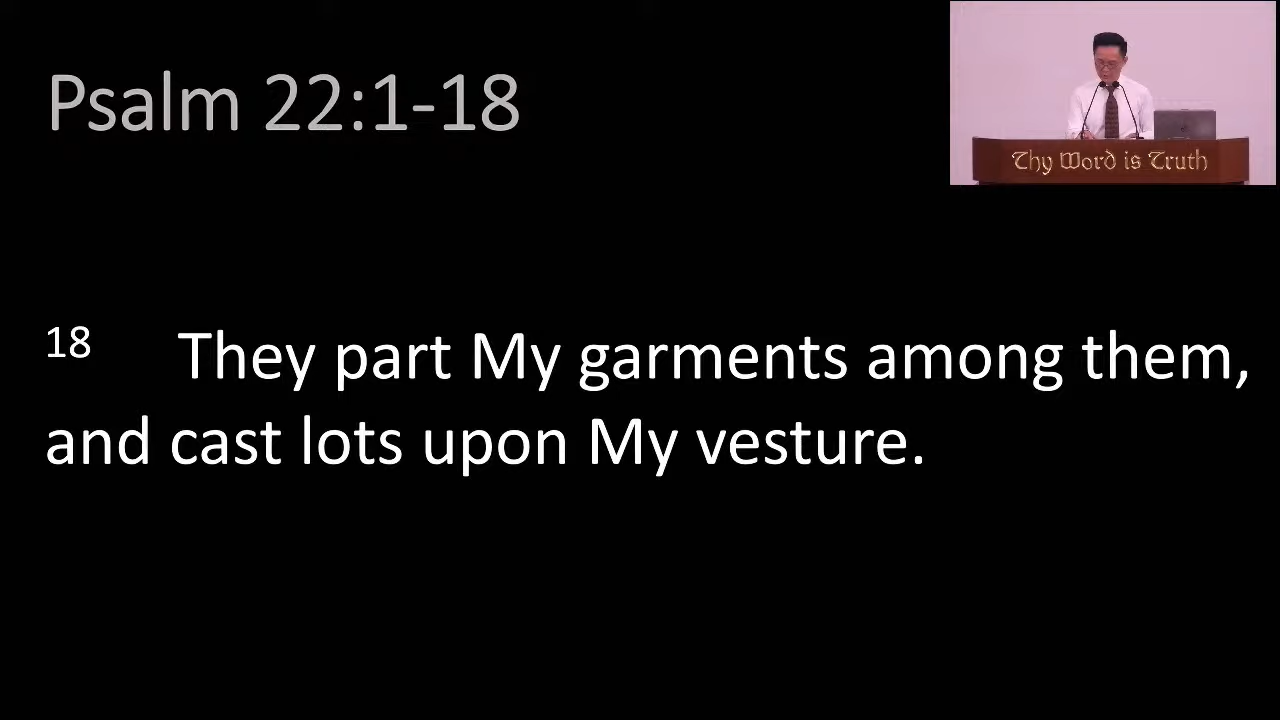 Psalm 22:1-18
Thy Word is Truth
18 They part My garments among them,
and cast lots upon My vesture.